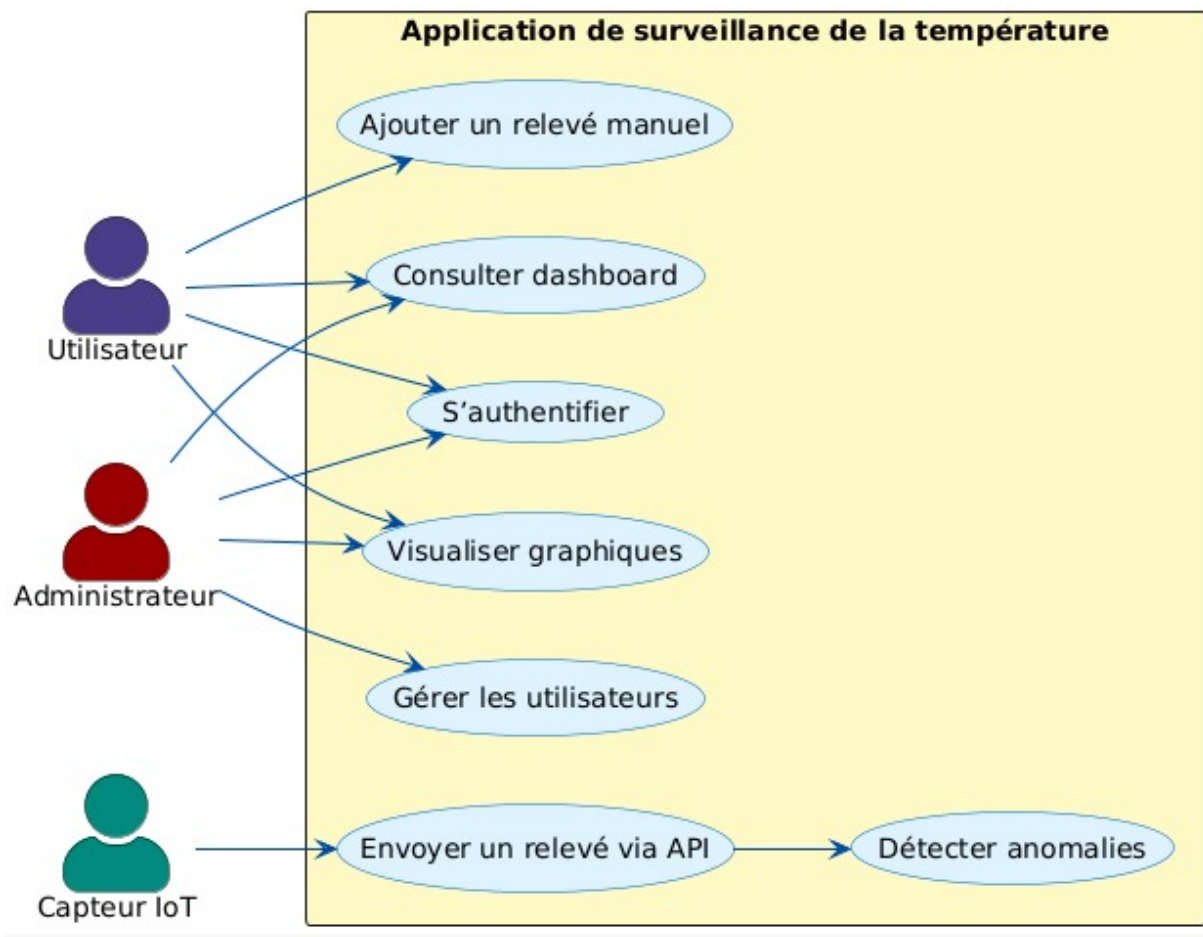 Application de surveillance de la température
Ajouter un relevé manuel
Consulter dashboard
Utilisateur
S’authentifier
Visualiser graphiques
Administrateur
Gérer les utilisateurs
Envoyer un relevé via API
Détecter anomalies
Capteur IoT